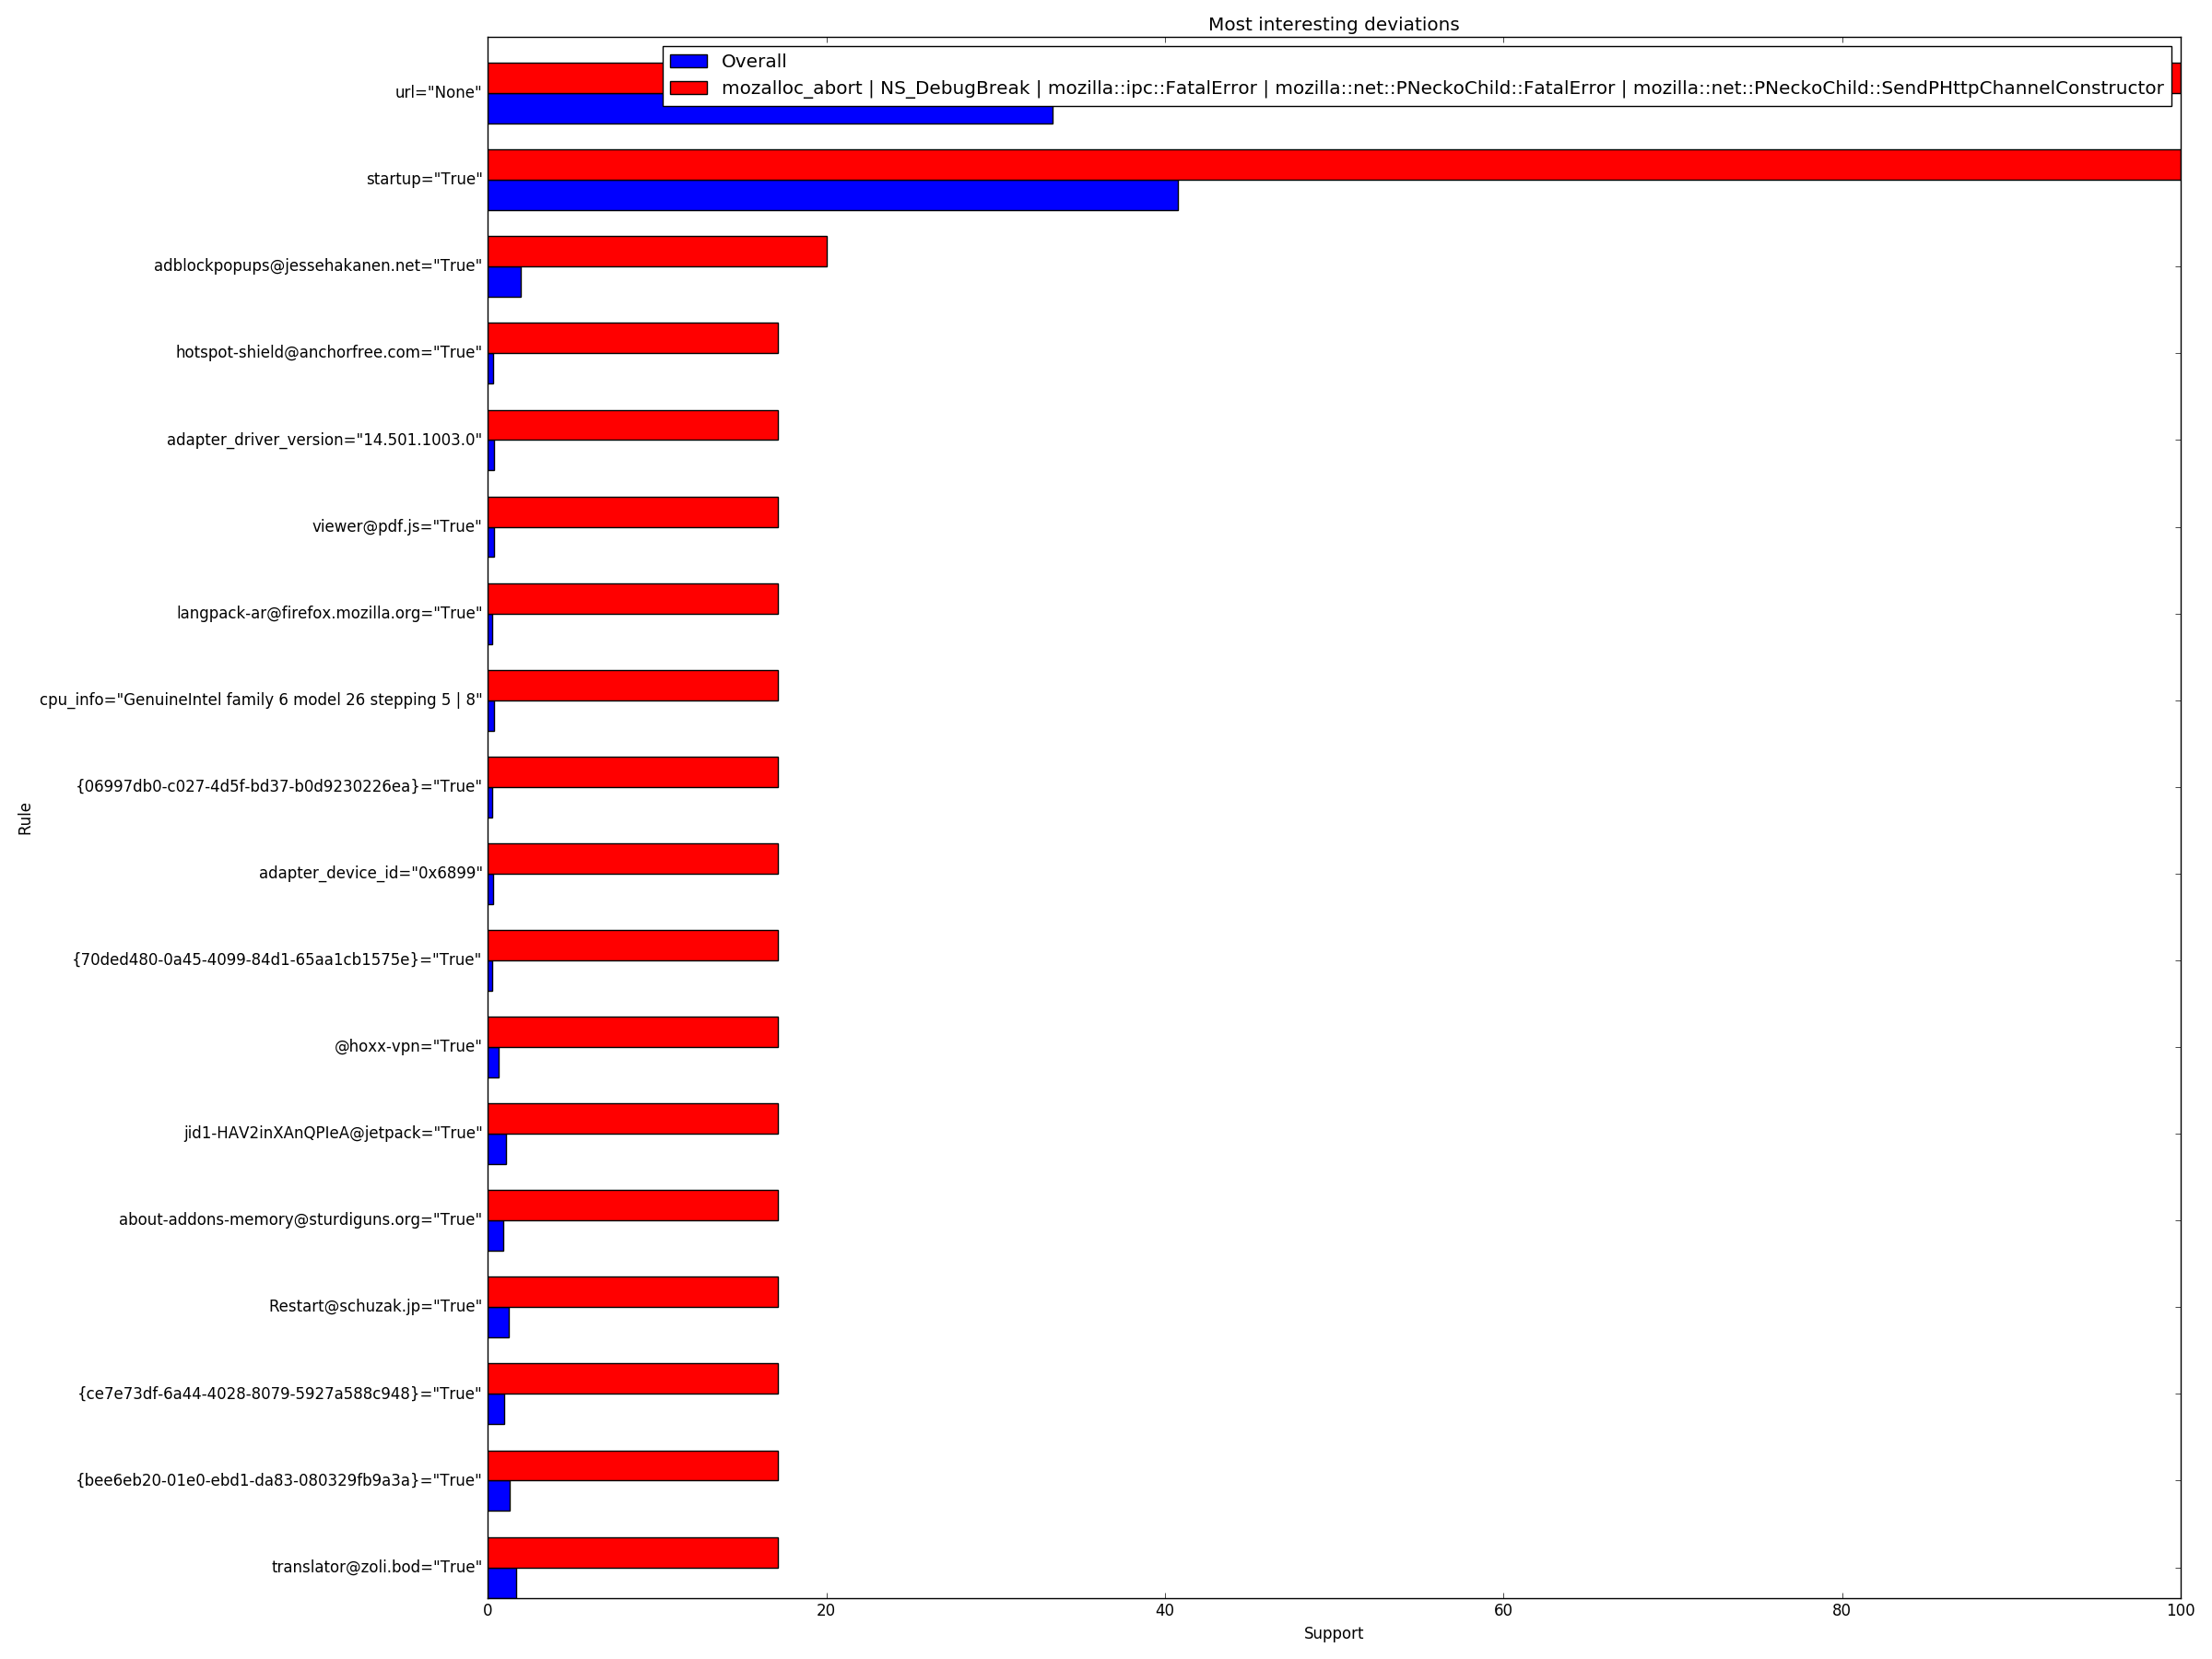 Most interesting deviations
Overall
mozalloc_abort | NS_DebugBreak | mozilla::ipc::FatalError | mozilla::net::PNeckoChild::FatalError | mozilla::net::PNeckoChild::SendPHttpChannelConstructor
url="None"
startup="True"
adblockpopups@jessehakanen.net="True"
hotspot-shield@anchorfree.com="True"
adapter_driver_version="14.501.1003.0"
viewer@pdf.js="True"
langpack-ar@firefox.mozilla.org="True"
cpu_info="GenuineIntel family 6 model 26 stepping 5 | 8"
{06997db0-c027-4d5f-bd37-b0d9230226ea}="True"
adapter_device_id="0x6899"
{70ded480-0a45-4099-84d1-65aa1cb1575e}="True"
@hoxx-vpn="True"
jid1-HAV2inXAnQPIeA@jetpack="True"
about-addons-memory@sturdiguns.org="True"
Restart@schuzak.jp="True"
{ce7e73df-6a44-4028-8079-5927a588c948}="True"
{bee6eb20-01e0-ebd1-da83-080329fb9a3a}="True"
translator@zoli.bod="True"
Rule
0 20 40 60 80 100
Support